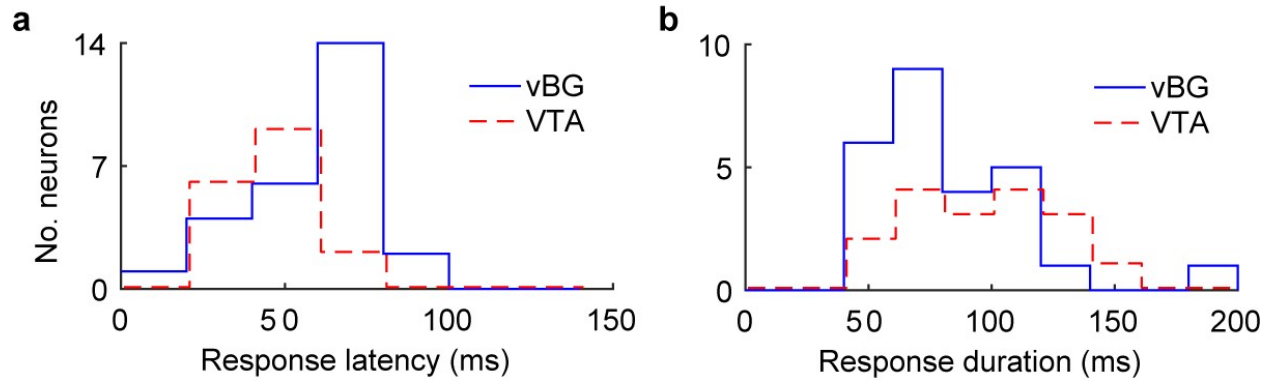 a
14
7
0
No. neurons
vBG
VTA
0 50 100 150
Response latency (ms)
b
10
5
0
vBG
VTA
0 50 100 150 200
Response duration (ms)